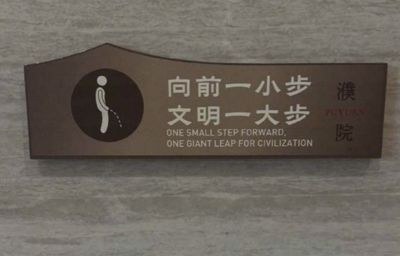 向前一小步
文明一大步
ONE SMALL STEP FORWARD,
ONE GIANT LEAP FOR CIVILIZATION
濮院
PUYUAN